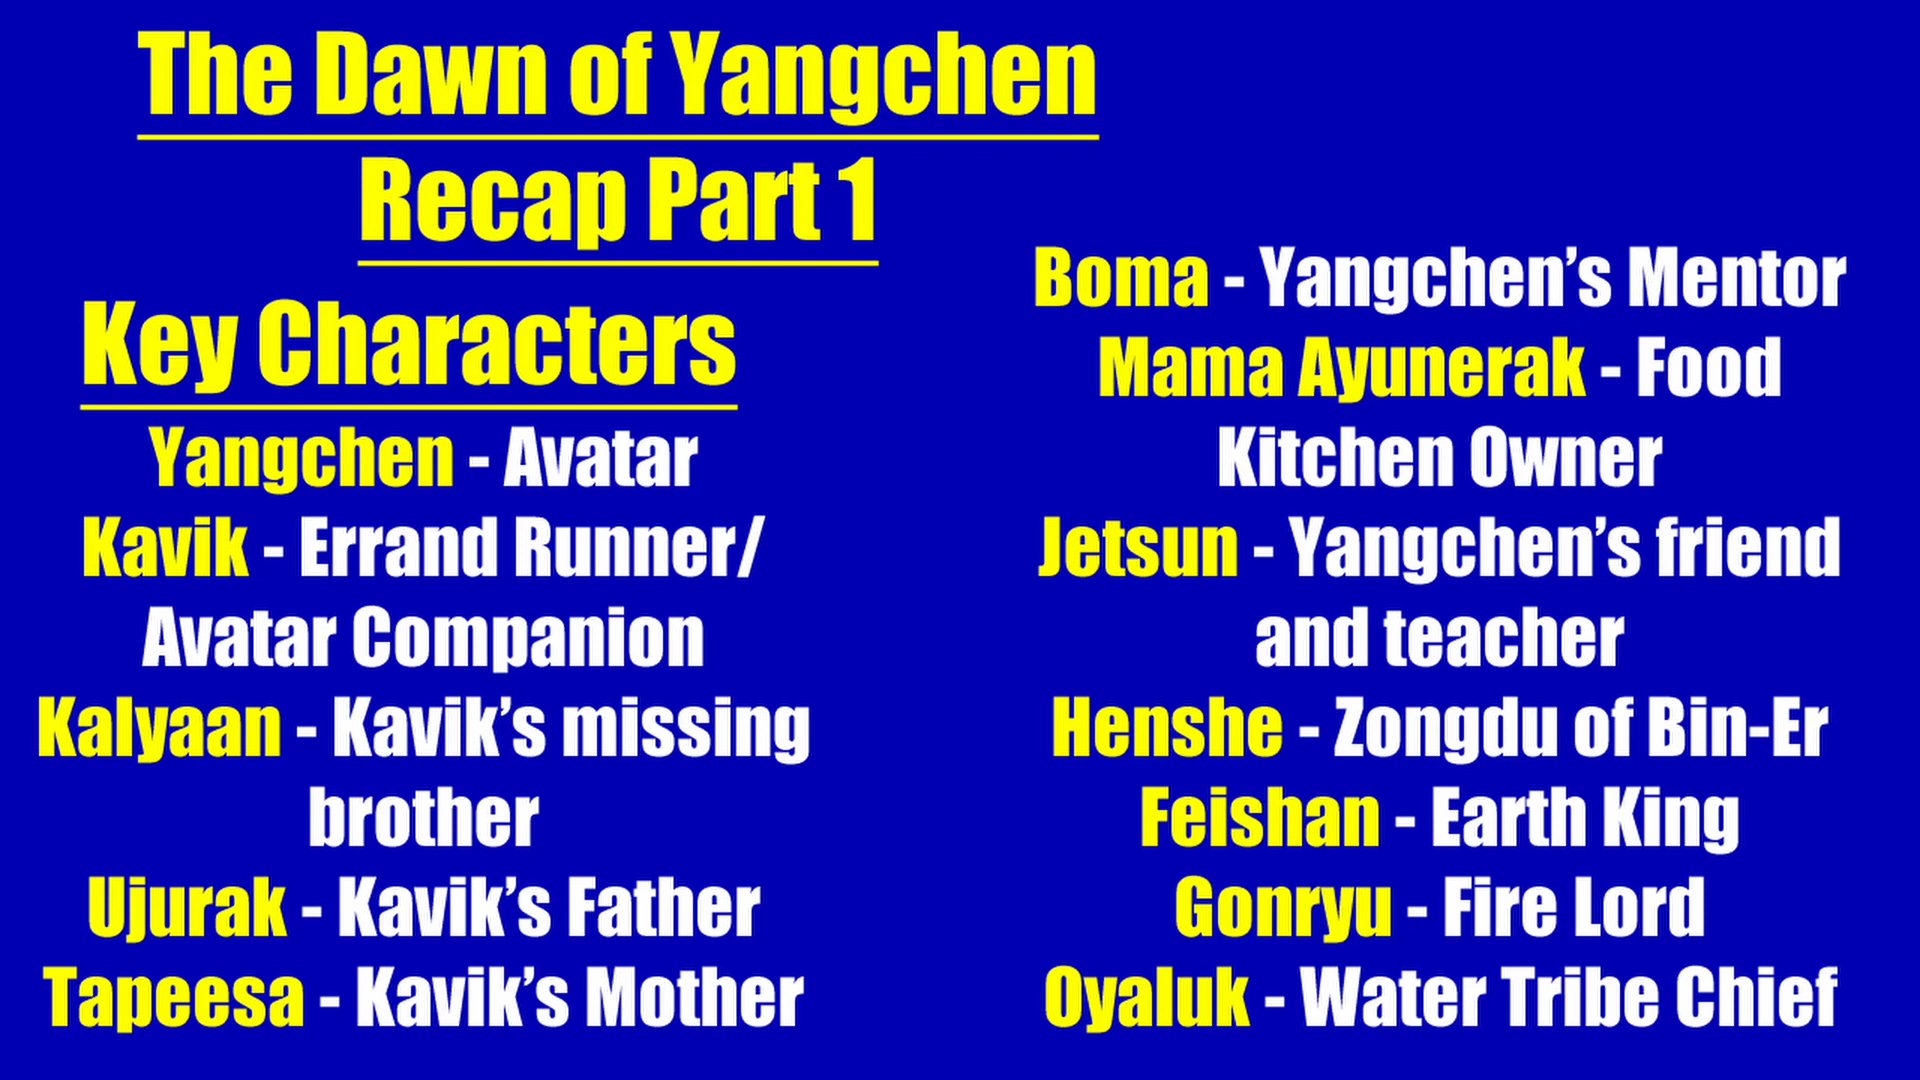 The Dawn of Yangchen
Recap Part 1
Key Characters
Yangchen - Avatar
Kavik - Errand Runner/
Avatar Companion
Kalyaan - Kavik’s missing
brother
Ujurak - Kavik’s Father
Tapeesa - Kavik’s Mother
Boma - Yangchen’s Mentor
Mama Ayunerak - Food
Kitchen Owner
Jetsun - Yangchen’s friend
and teacher
Henshe - Zongdu of Bin-Er
Feishan - Earth King
Gonryu - Fire Lord
Oyaluk - Water Tribe Chief